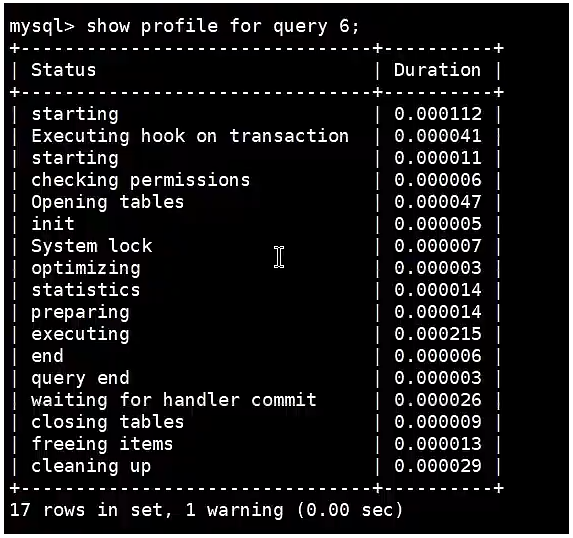 mysql> show profile for query 6;
+--------------------------------+----------+
| Status                         | Duration |
+--------------------------------+----------+
| starting                       | 0.000112 |
| Executing hook on transaction  | 0.000041 |
| starting                       | 0.000011 |
| checking permissions           | 0.000006 |
| Opening tables                 | 0.000047 |
| init                           | 0.000005 |
| System lock                    | 0.000007 |
| optimizing                     | 0.000003 |
| statistics                     | 0.000014 |
| preparing                      | 0.000014 |
| executing                      | 0.000215 |
| end                            | 0.000006 |
| query end                      | 0.000003 |
| waiting for handler commit     | 0.000026 |
| closing tables                 | 0.000009 |
| freeing items                  | 0.000013 |
| cleaning up                    | 0.000029 |
+--------------------------------+----------+
17 rows in set, 1 warning (0.00 sec)